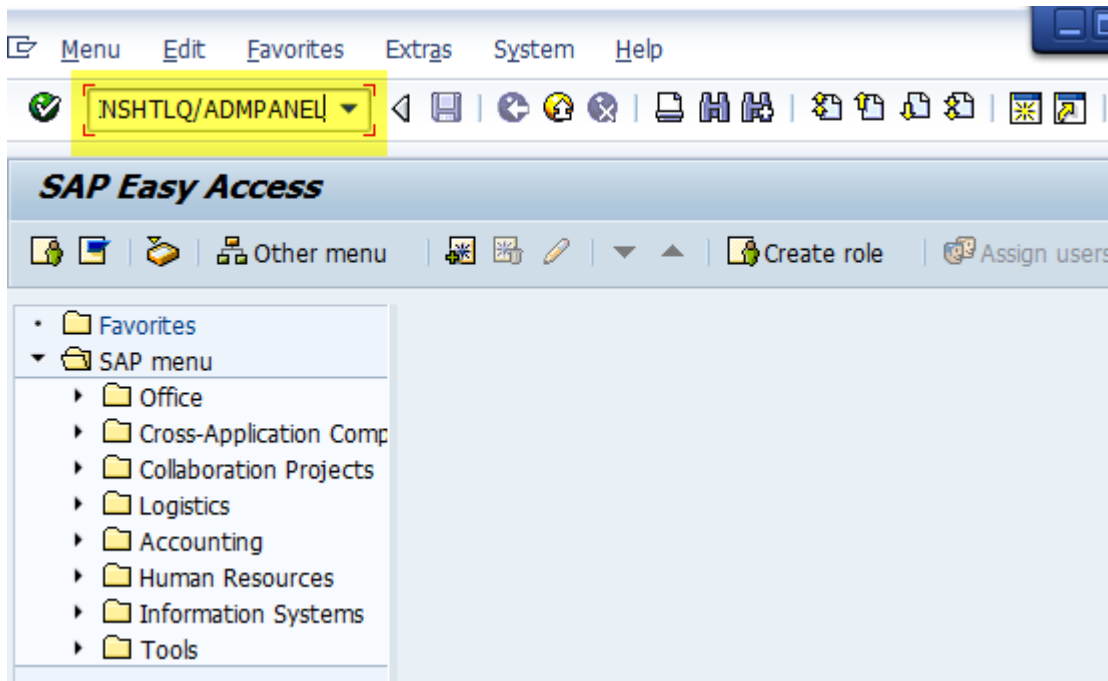 Menu Edit Favorites Extras System Help
NSHTLQ/ADMPANEL
SAP Easy Access
Other menu Create role Assign users
Favorites
SAP menu
Office
Cross-Application Comp
Collaboration Projects
Logistics
Accounting
Human Resources
Information Systems
Tools